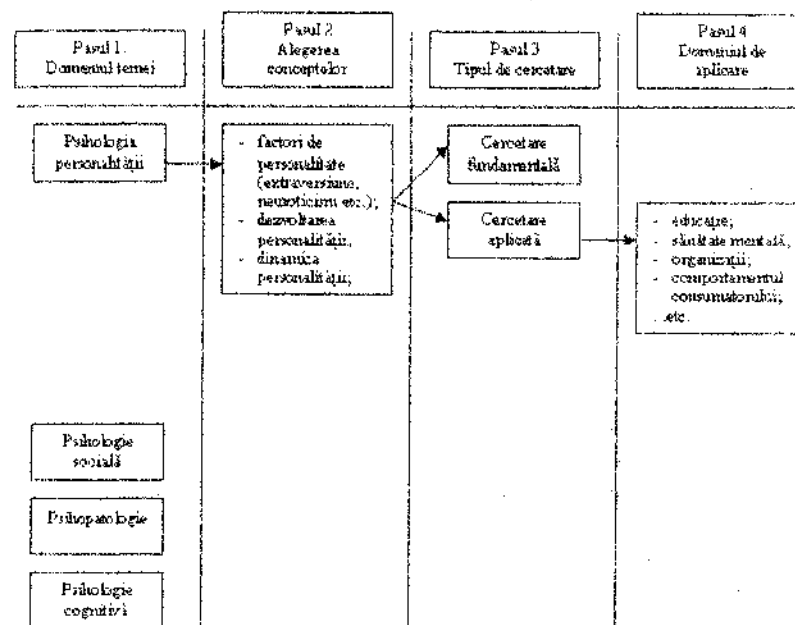 Pasul 1.
Domeniul temei
Pasul 2
Alegerea
conceptelor
Pasul 3
Tipul de cercetare
Pasul 4
Domeniul de
aplicare
Psihologia
personalității
- factori de
personalitate
(extraversiune,
nevroticism etc.);
- dezvoltarea
personalității;
- dinamica
personalității;
Cercetare
fundamentală
Cercetare
aplicată
- educație;
- sănătate mentală;
- organizații;
- comportamentul
consumatorului;
...etc.
Psihologie
socială
Psihopatologie
Psihologie
cognitivă